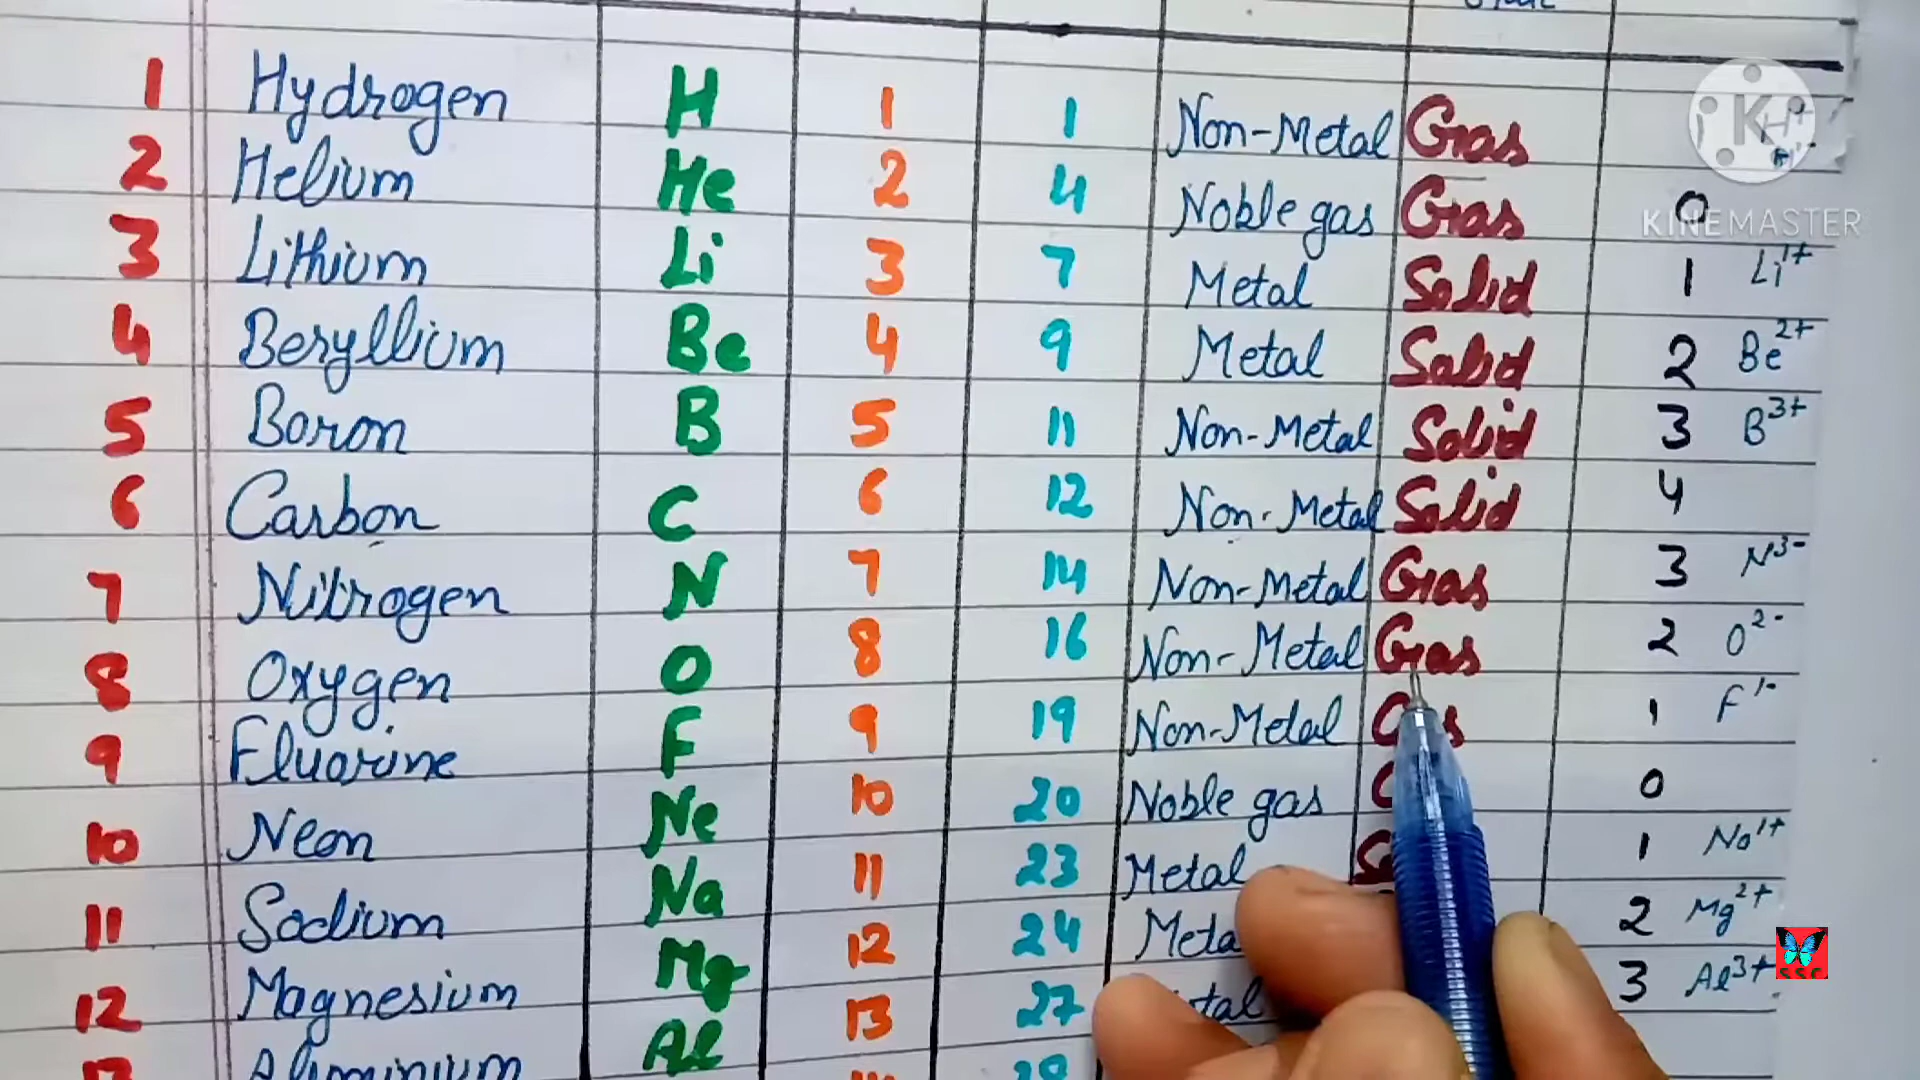 1 Hydrogen H 1 1 Non-Metal Gas
2 Helium He 2 4 Noble gas Gas 0
KINEMASTER
3 Lithium Li 3 7 Metal Solid 1 Li1+
4 Beryllium Be 4 9 Metal Solid 2 Be2+
5 Boron B 5 11 Non-Metal Solid 3 B3+
6 Carbon C 6 12 Non-Metal Solid 4
7 Nitrogen N 7 14 Non-Metal Gas 3 N3-
8 Oxygen O 8 16 Non-Metal Gas 2 O2-
9 Fluorine F 9 19 Non-Metal 1 F1-
10 Neon Ne 10 20 Noble gas 0
11 Sodium Na 11 23 Metal 1 Na1+
12 Magnesium Mg 12 24 2 Mg2+
SSC
13 Aluminium Al 13 27 3 Al3+